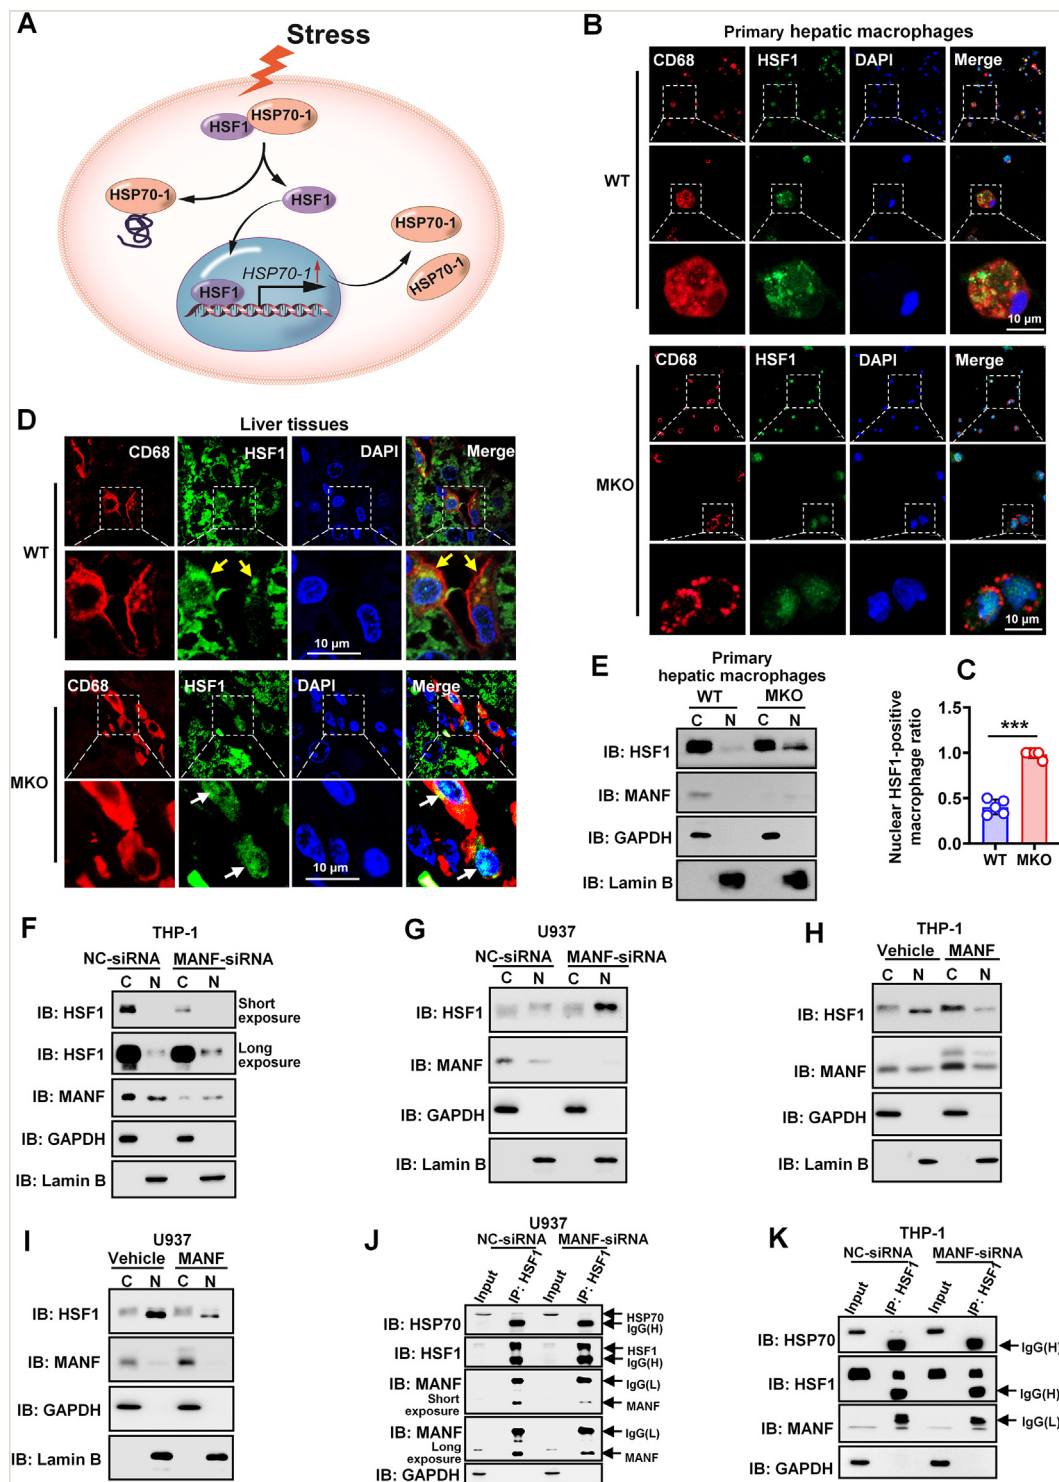 A
Stress
HSF1
HSP70-1
HSP70-1
HSF1
HSP70-1
HSP70-1
HSP70-1
HSF1
B
Primary hepatic macrophages
CD68 HSF1 DAPI Merge
WT
10 μm
CD68 HSF1 DAPI Merge
MKO
10 μm
D
Liver tissues
CD68 HSF1 DAPI Merge
WT
10 μm
CD68 HSF1 DAPI Merge
MKO
10 μm
E
Primary
hepatic macrophages
WT MKO
C N C N
IB: HSF1
IB: MANF
IB: GAPDH
IB: Lamin B
C
Nuclear HSF1-positive
macrophage ratio
1.5
1.0
0.5
0.0
***
WT MKO
F
THP-1
NC-siRNA MANF-siRNA
C N C N
IB: HSF1 Short
exposure
IB: HSF1 Long
exposure
IB: MANF
IB: GAPDH
IB: Lamin B
G
U937
NC-siRNA MANF-siRNA
C N C N
IB: HSF1
IB: MANF
IB: GAPDH
IB: Lamin B
H
THP-1
Vehicle MANF
C N C N
IB: HSF1
IB: MANF
IB: GAPDH
IB: Lamin B
I
U937
Vehicle MANF
C N C N
IB: HSF1
IB: MANF
IB: GAPDH
IB: Lamin B
J
U937
NC-siRNA MANF-siRNA
Input IP: HSF1 Input IP: HSF1
IB: HSP70 HSP70
IgG(H)
IB: HSF1 HSF1
IgG(H)
IB: MANF IgG(L)
Short
exposure MANF
IB: MANF IgG(L)
Long
exposure MANF
IB: GAPDH
K
THP-1
NC-siRNA MANF-siRNA
Input IP: HSF1 Input IP: HSF1
IB: HSP70 IgG(H)
IB: HSF1 IgG(H)
IB: MANF IgG(L)
IB: GAPDH